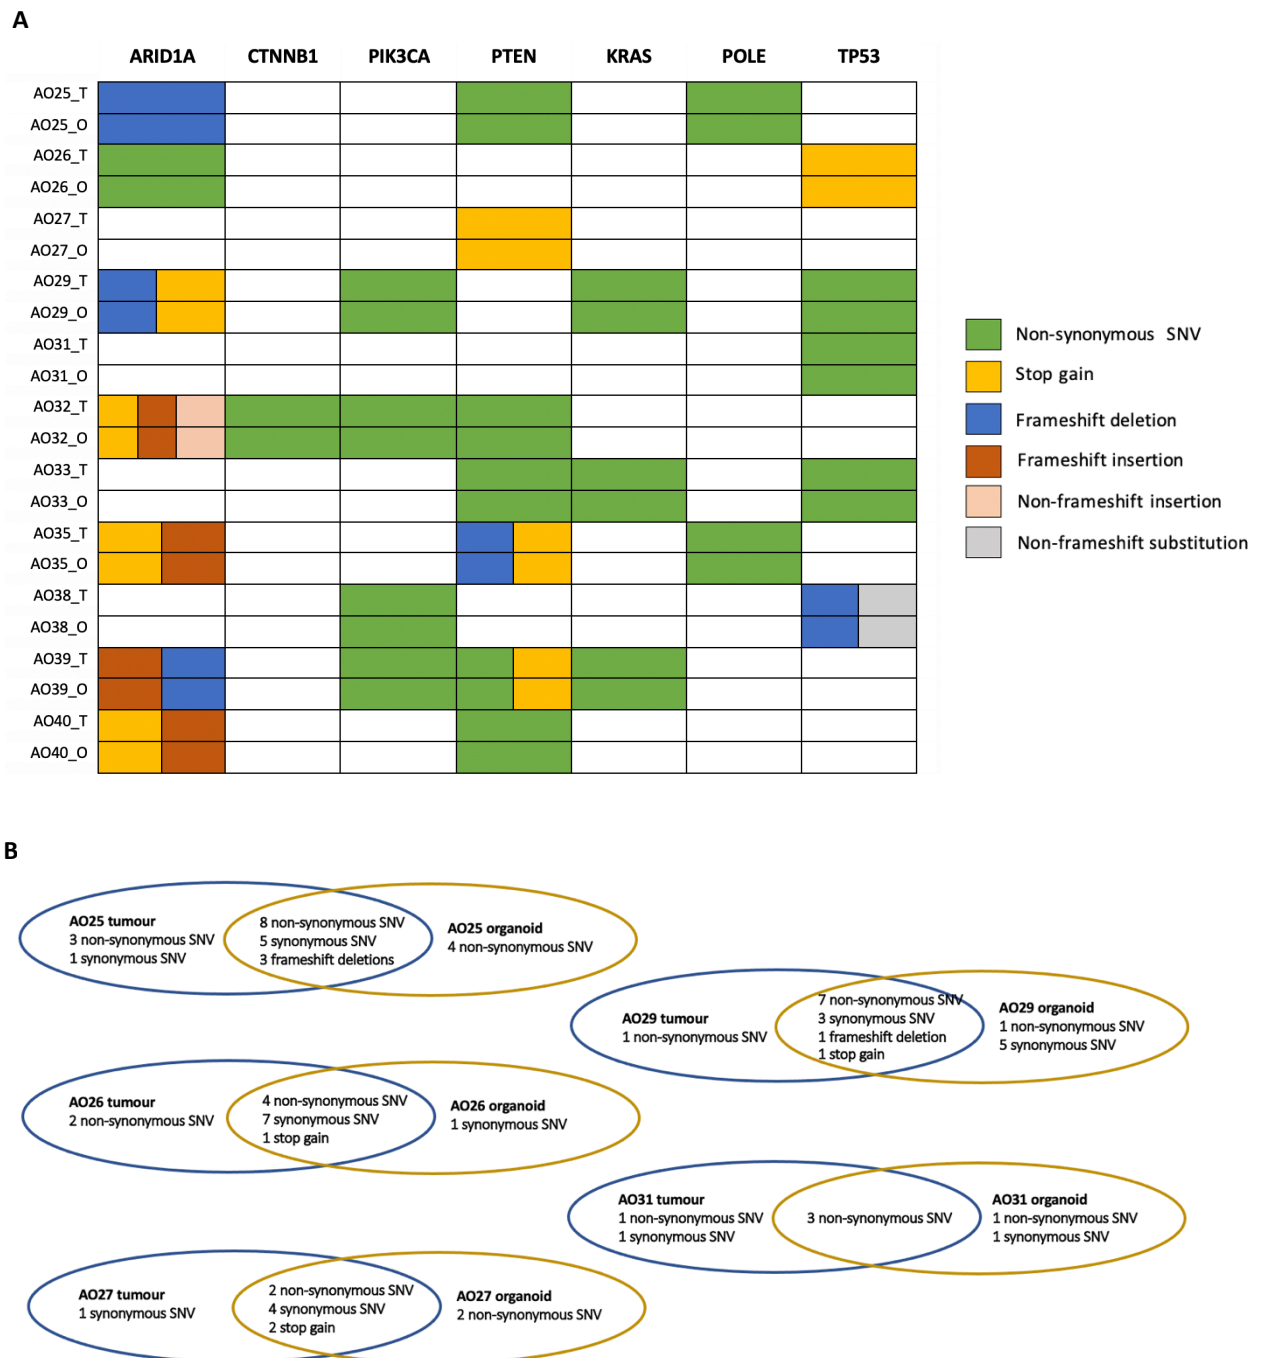 A
ARID1A CTNNB1 PIK3CA PTEN KRAS POLE TP53
AO25_T
AO25_O
AO26_T
AO26_O
AO27_T
AO27_O
AO29_T
AO29_O
AO31_T
AO31_O
AO32_T
AO32_O
AO33_T
AO33_O
AO35_T
AO35_O
AO38_T
AO38_O
AO39_T
AO39_O
AO40_T
AO40_O
Non-synonymous SNV
Stop gain
Frameshift deletion
Frameshift insertion
Non-frameshift insertion
Non-frameshift substitution
B
AO25 tumour
3 non-synonymous SNV
1 synonymous SNV
8 non-synonymous SNV
5 synonymous SNV
3 frameshift deletions
AO25 organoid
4 non-synonymous SNV
AO29 tumour
1 non-synonymous SNV
7 non-synonymous SNV
3 synonymous SNV
1 frameshift deletion
1 stop gain
AO29 organoid
1 non-synonymous SNV
5 synonymous SNV
AO26 tumour
2 non-synonymous SNV
4 non-synonymous SNV
7 synonymous SNV
1 stop gain
AO26 organoid
1 synonymous SNV
AO31 tumour
1 non-synonymous SNV
1 synonymous SNV
3 non-synonymous SNV
AO31 organoid
1 non-synonymous SNV
1 synonymous SNV
AO27 tumour
1 synonymous SNV
2 non-synonymous SNV
4 synonymous SNV
2 stop gain
AO27 organoid
2 non-synonymous SNV